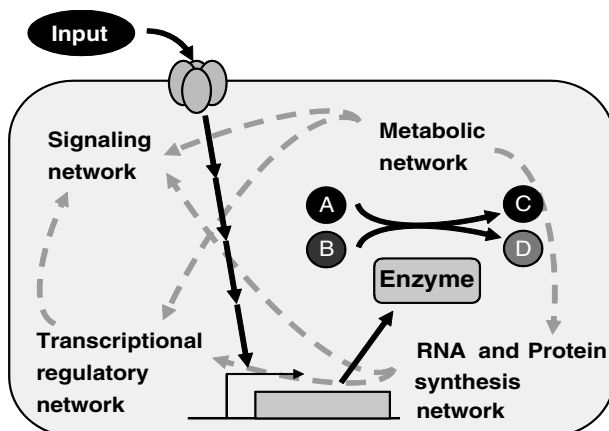 Input
Signaling
network
Metabolic
network
A
C
B
D
Enzyme
Transcriptional
regulatory
network
RNA and Protein
synthesis
network